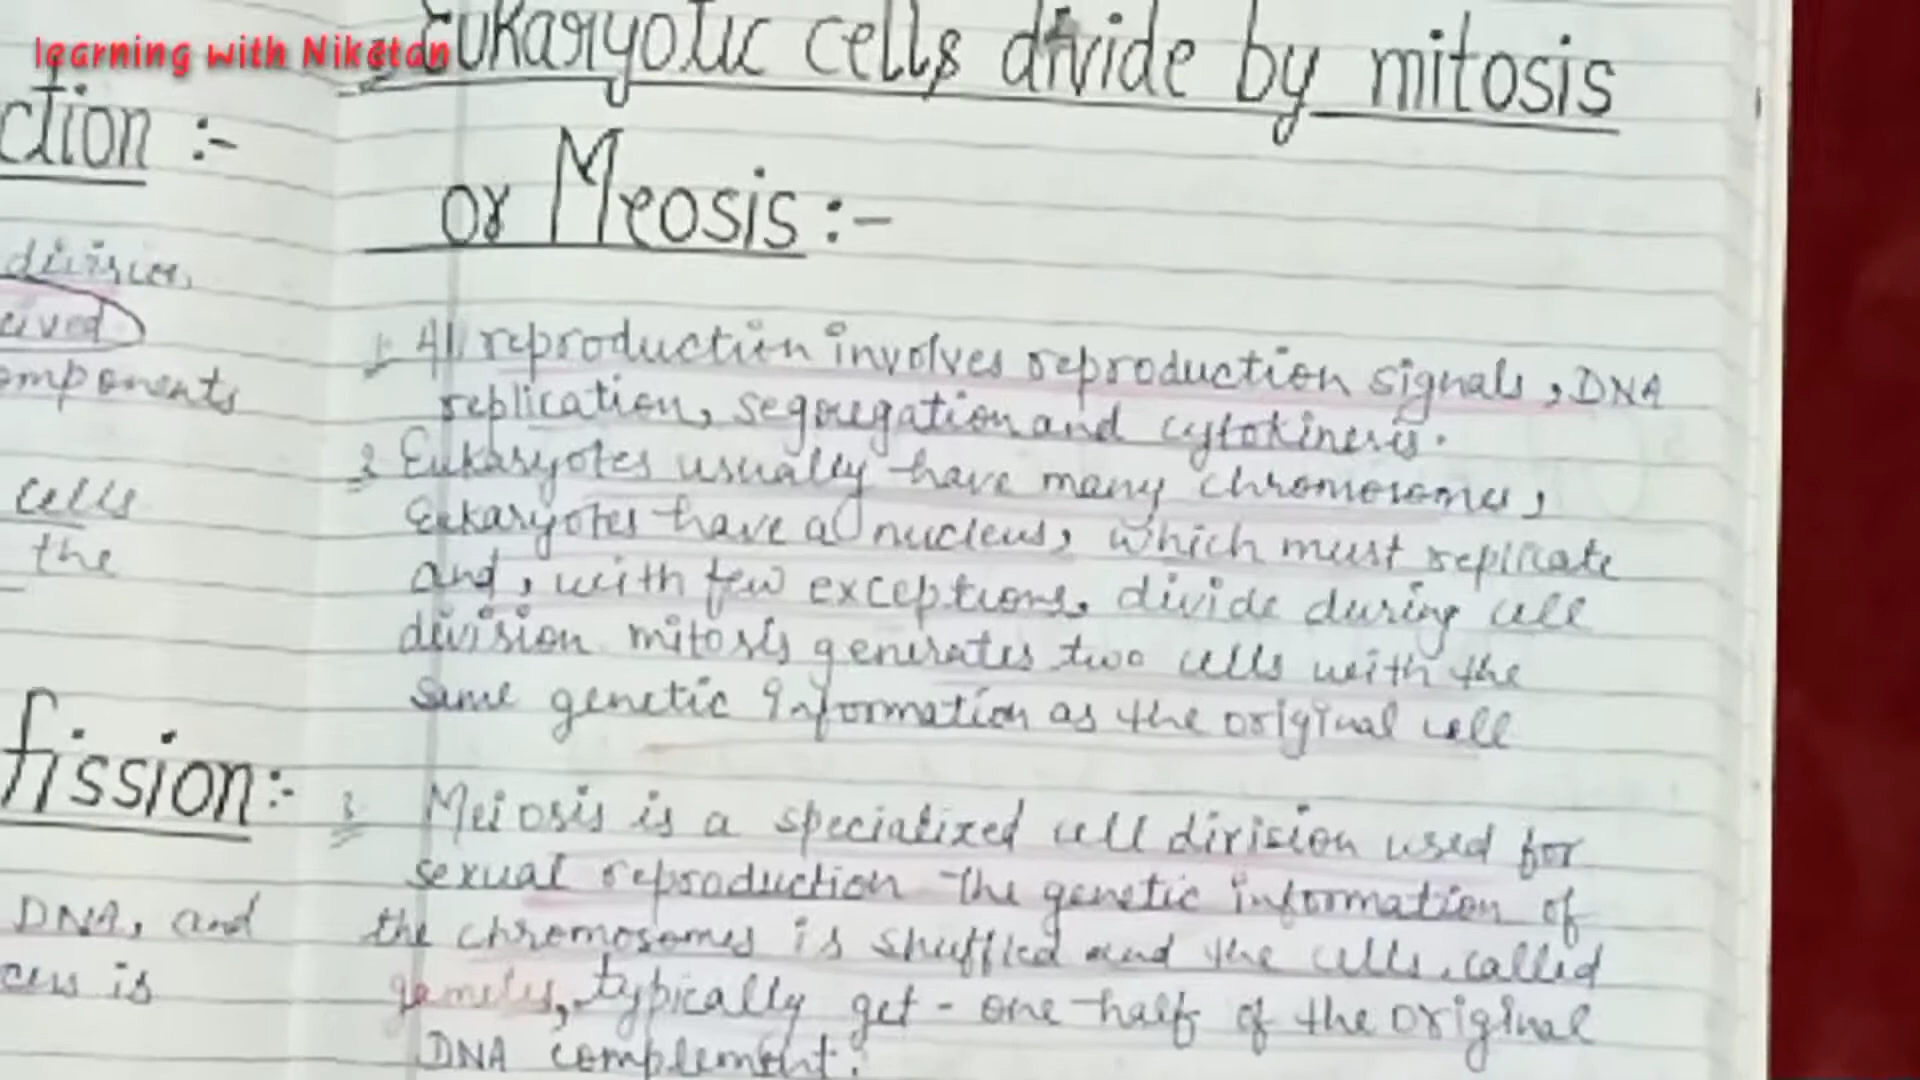 learning with Niketan
Eukaryotic cells divide by mitosis
or Meosis :-
1. All reproduction involves reproduction signals, DNA
replication, segregation and cytokinesis.
2 Eukaryotes usually have many chromosomes,
Eukaryotes have a nucleus, which must replicate
and, with few exceptions, divide during cell
division mitosis generates two cells with the
same genetic Information as the original cell
3 Meiosis is a specialized cell division used for
sexual reproduction the genetic information of
the chromosomes is shuffled and the cells, called
gametes, typically get - one-half of the original
DNA complement.
ction :-
division,
eived
omponents
cells
the
fission:-
DNA, and
cess is